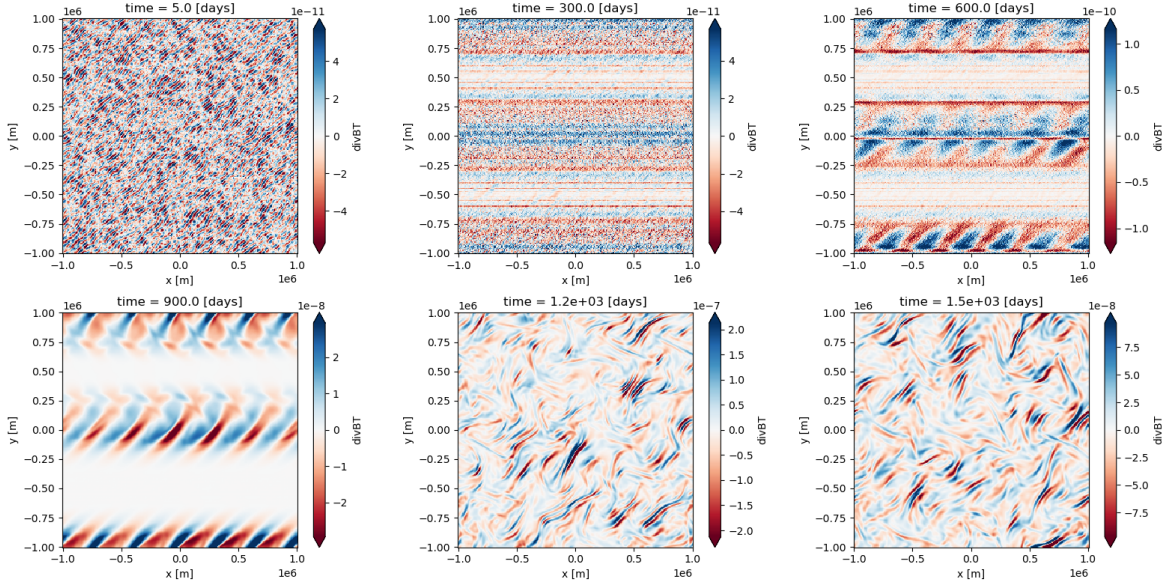 time = 5.0 [days]
1e6
1e−11
1.00
0.75
0.50
0.25
0.00
−0.25
−0.50
−0.75
−1.00
y [m]
−1.0
−0.5
0.0
0.5
1.0
1e6
x [m]
4
2
0
−2
−4
divBT
time = 300.0 [days]
1e6
1e−11
1.00
0.75
0.50
0.25
0.00
−0.25
−0.50
−0.75
−1.00
y [m]
−1.0
−0.5
0.0
0.5
1.0
1e6
x [m]
4
2
0
−2
−4
divBT
time = 600.0 [days]
1e6
1e−10
1.00
0.75
0.50
0.25
0.00
−0.25
−0.50
−0.75
−1.00
y [m]
−1.0
−0.5
0.0
0.5
1.0
1e6
x [m]
1.0
0.5
0.0
−0.5
−1.0
divBT
time = 900.0 [days]
1e6
1e−8
1.00
0.75
0.50
0.25
0.00
−0.25
−0.50
−0.75
−1.00
y [m]
−1.0
−0.5
0.0
0.5
1.0
1e6
x [m]
2
1
0
−1
−2
divBT
time = 1.2e+03 [days]
1e6
1e−7
1.00
0.75
0.50
0.25
0.00
−0.25
−0.50
−0.75
−1.00
y [m]
−1.0
−0.5
0.0
0.5
1.0
1e6
x [m]
2.0
1.5
1.0
0.5
0.0
−0.5
−1.0
−1.5
−2.0
divBT
time = 1.5e+03 [days]
1e6
1e−8
1.00
0.75
0.50
0.25
0.00
−0.25
−0.50
−0.75
−1.00
y [m]
−1.0
−0.5
0.0
0.5
1.0
1e6
x [m]
7.5
5.0
2.5
0.0
−2.5
−5.0
−7.5
divBT